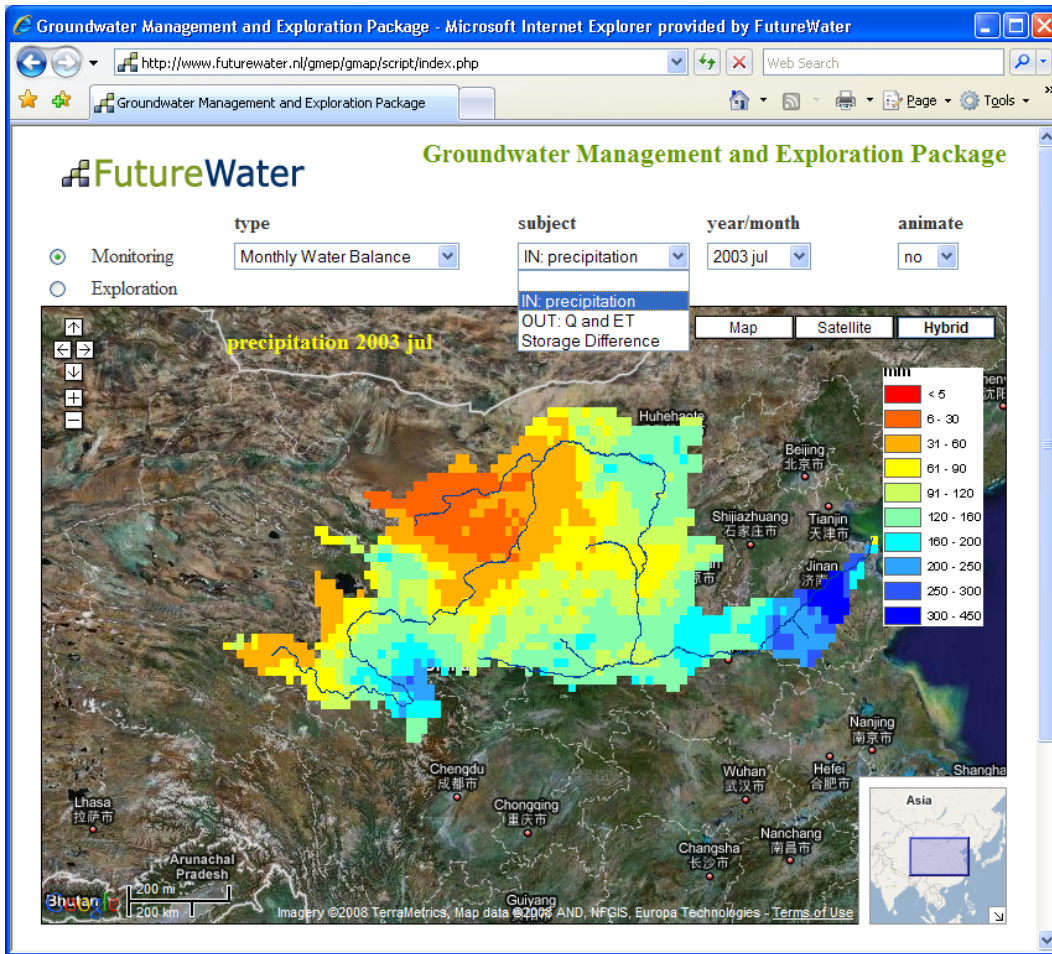 Groundwater Management and Exploration Package - Microsoft Internet Explorer provided by FutureWater
http://www.futurewater.nl/gmep/gmap/script/index.php
Web Search
Groundwater Management and Exploration Package
Page
Tools
FutureWater
Groundwater Management and Exploration Package
type
subject
year/month
animate
Monitoring
Monthly Water Balance
IN: precipitation
2003 jul
no
Exploration
IN: precipitation
OUT: Q and ET
Storage Difference
precipitation 2003 jul
Map
Satellite
Hybrid
mm
< 5
6 - 30
31 - 60
61 - 90
91 - 120
120 - 160
160 - 200
200 - 250
250 - 300
300 - 450
Huhehaote
Beijing
北京市
Shijiazhuang
石家庄市
Tianjin
天津市
Jinan
济南
Nanjing
南京市
Chengdu
成都市
Wuhan
武汉市
Hefei
合肥市
Shangha
Lhasa
拉萨市
Chongqing
重庆市
Asia
Arunachal
Pradesh
Changsha
长沙市
Nanchang
南昌市
Bhutan
Google
200 mi
200 km
Guiyang
Imagery ©2008 TerraMetrics, Map data ©2008 AND, NFGIS, Europa Technologies - Terms of Use